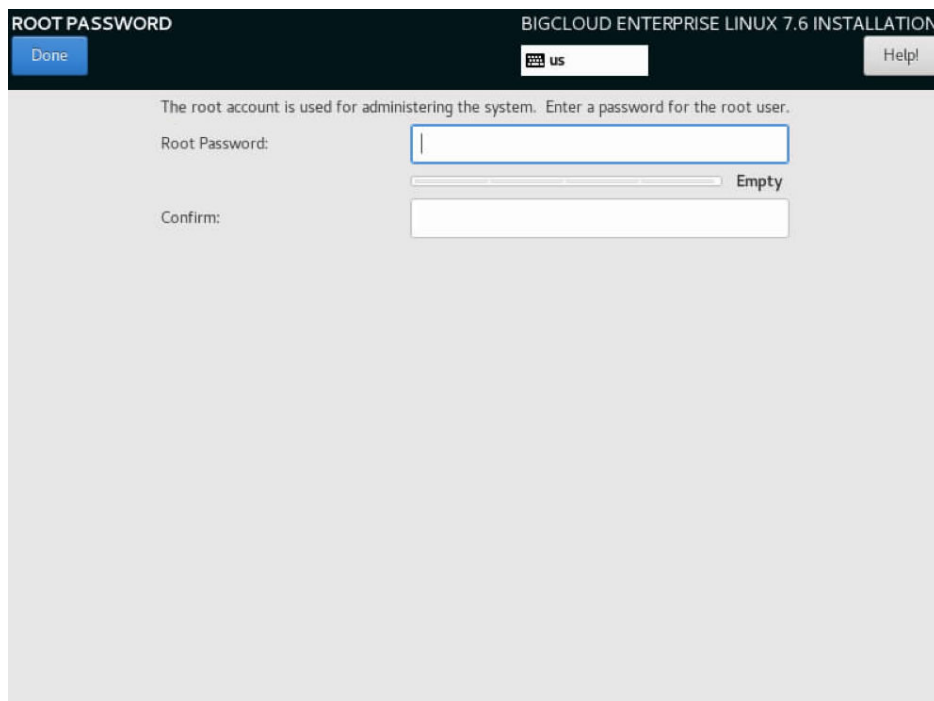 ROOT PASSWORD
BIGCLOUD ENTERPRISE LINUX 7.6 INSTALLATION
Done
us
Help!
The root account is used for administering the system. Enter a password for the root user.
Root Password:
Empty
Confirm: